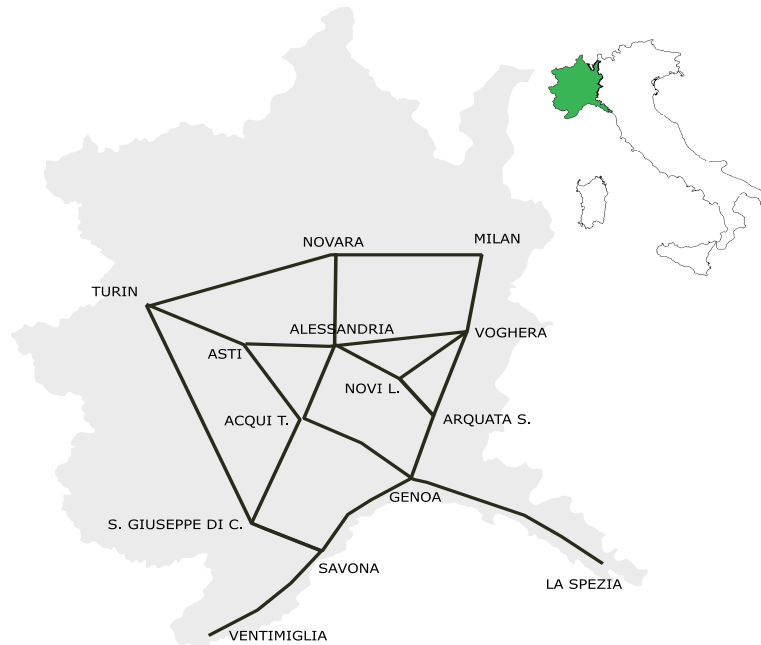 NOVARA
MILAN
TURIN
ALESSANDRIA
VOGHERA
ASTI
NOVI L.
ACQUI T.
ARQUATA S.
GENOA
S. GIUSEPPE DI C.
SAVONA
LA SPEZIA
VENTIMIGLIA